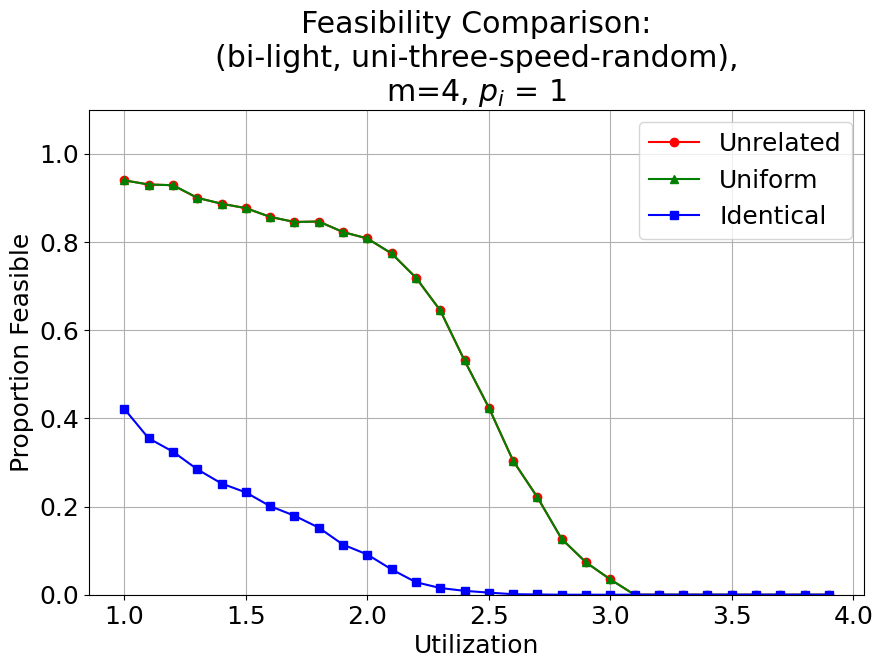 Feasibility Comparison:
(bi-light, uni-three-speed-random),
m=4, p_i = 1
Unrelated
Uniform
Identical
Proportion Feasible
1.0
0.8
0.6
0.4
0.2
0.0
1.0 1.5 2.0 2.5 3.0 3.5 4.0
Utilization